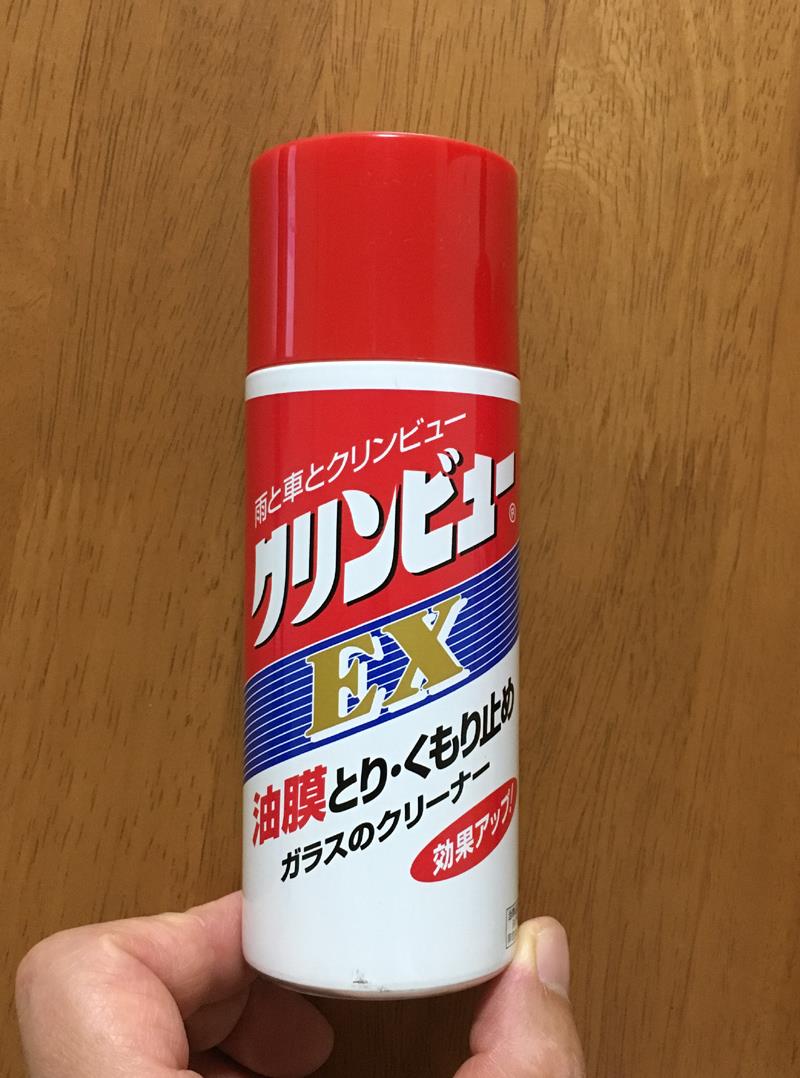 雨と車とクリンビュー
クリンビュー®
EX
油膜とり・くもり止め
ガラスのクリーナー
効果アップ!